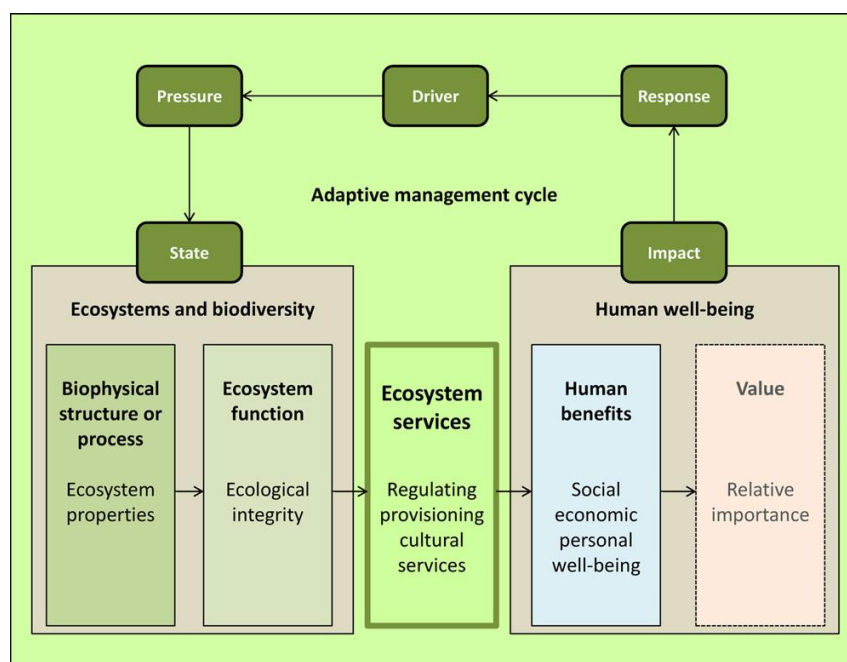 Pressure
Driver
Response
Adaptive management cycle
State
Impact
Ecosystems and biodiversity
Human well-being
Biophysical
structure or
process
Ecosystem
properties
Ecosystem
function
Ecological
integrity
Ecosystem
services
Regulating
provisioning
cultural
services
Human
benefits
Social
economic
personal
well-being
Value
Relative
importance